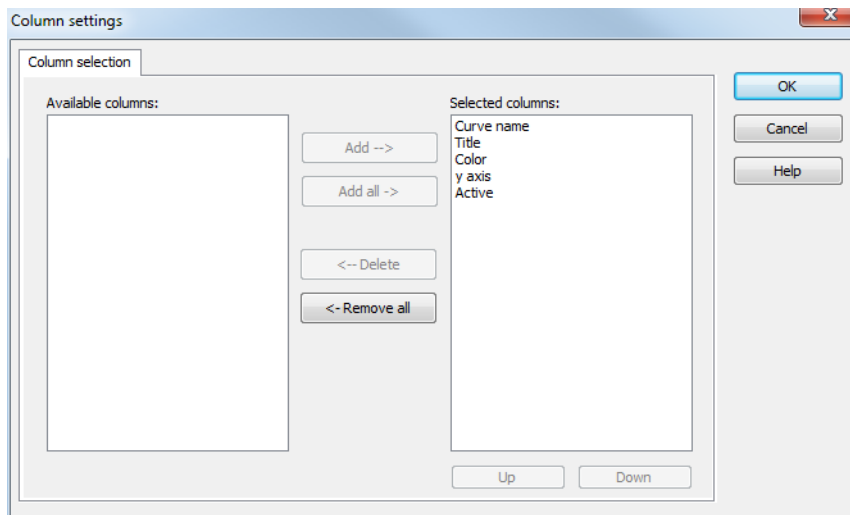 Column settings
x
Column selection
Available columns:
Selected columns:
Curve name
Title
Color
y axis
Active
Add -->
Add all ->
<-- Delete
<- Remove all
Up
Down
OK
Cancel
Help